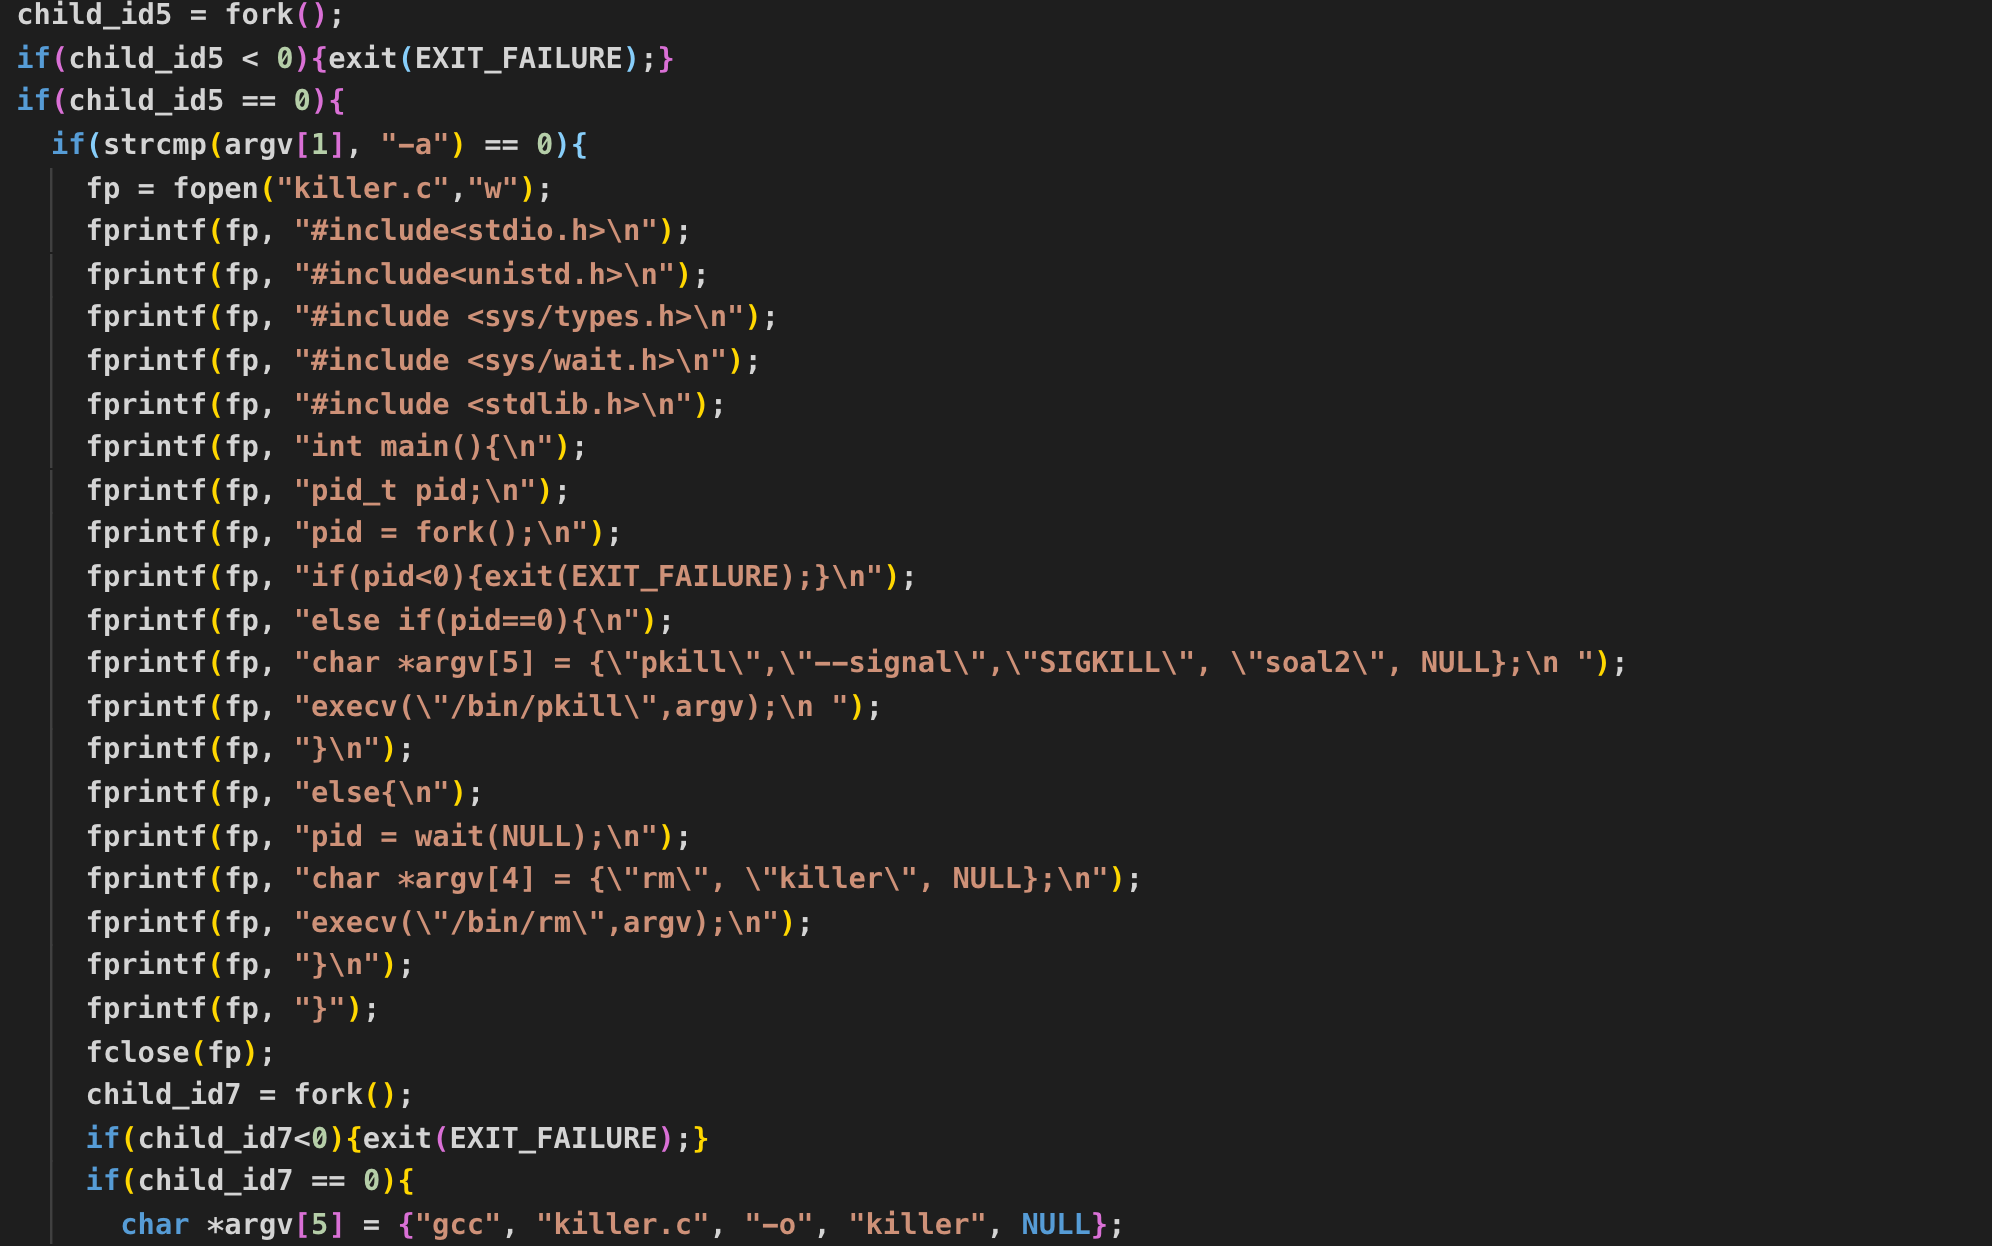 child_id5 = fork();
if(child_id5 < 0){exit(EXIT_FAILURE);}
if(child_id5 == 0){
  if(strcmp(argv[1], "-a") == 0){
    fp = fopen("killer.c","w");
    fprintf(fp, "#include<stdio.h>\n");
    fprintf(fp, "#include<unistd.h>\n");
    fprintf(fp, "#include <sys/types.h>\n");
    fprintf(fp, "#include <sys/wait.h>\n");
    fprintf(fp, "#include <stdlib.h>\n");
    fprintf(fp, "int main(){\n");
    fprintf(fp, "pid_t pid;\n");
    fprintf(fp, "pid = fork();\n");
    fprintf(fp, "if(pid<0){exit(EXIT_FAILURE);}\n");
    fprintf(fp, "else if(pid==0){\n");
    fprintf(fp, "char *argv[5] = {\"pkill\",\"--signal\",\"SIGKILL\", \"soal2\", NULL};\n ");
    fprintf(fp, "execv(\"/bin/pkill\",argv);\n ");
    fprintf(fp, "}\n");
    fprintf(fp, "else{\n");
    fprintf(fp, "pid = wait(NULL);\n");
    fprintf(fp, "char *argv[4] = {\"rm\", \"killer\", NULL};\n");
    fprintf(fp, "execv(\"/bin/rm\",argv);\n");
    fprintf(fp, "}\n");
    fprintf(fp, "}");
    fclose(fp);
    child_id7 = fork();
    if(child_id7<0){exit(EXIT_FAILURE);}
    if(child_id7 == 0){
      char *argv[5] = {"gcc", "killer.c", "-o", "killer", NULL};